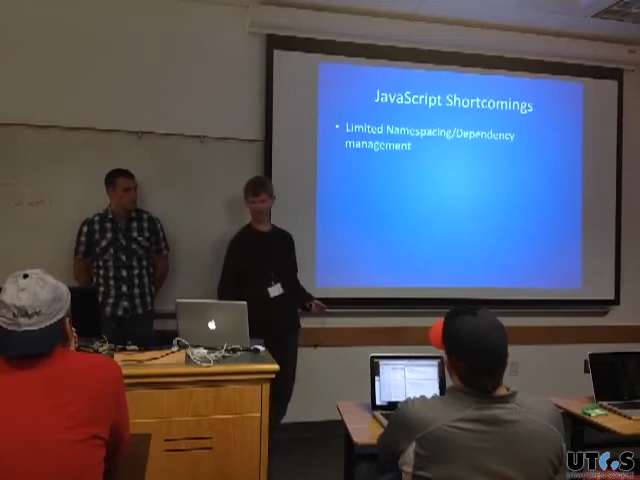 JavaScript Shortcomings
• Limited Namespacing/Dependency
management
UTOS